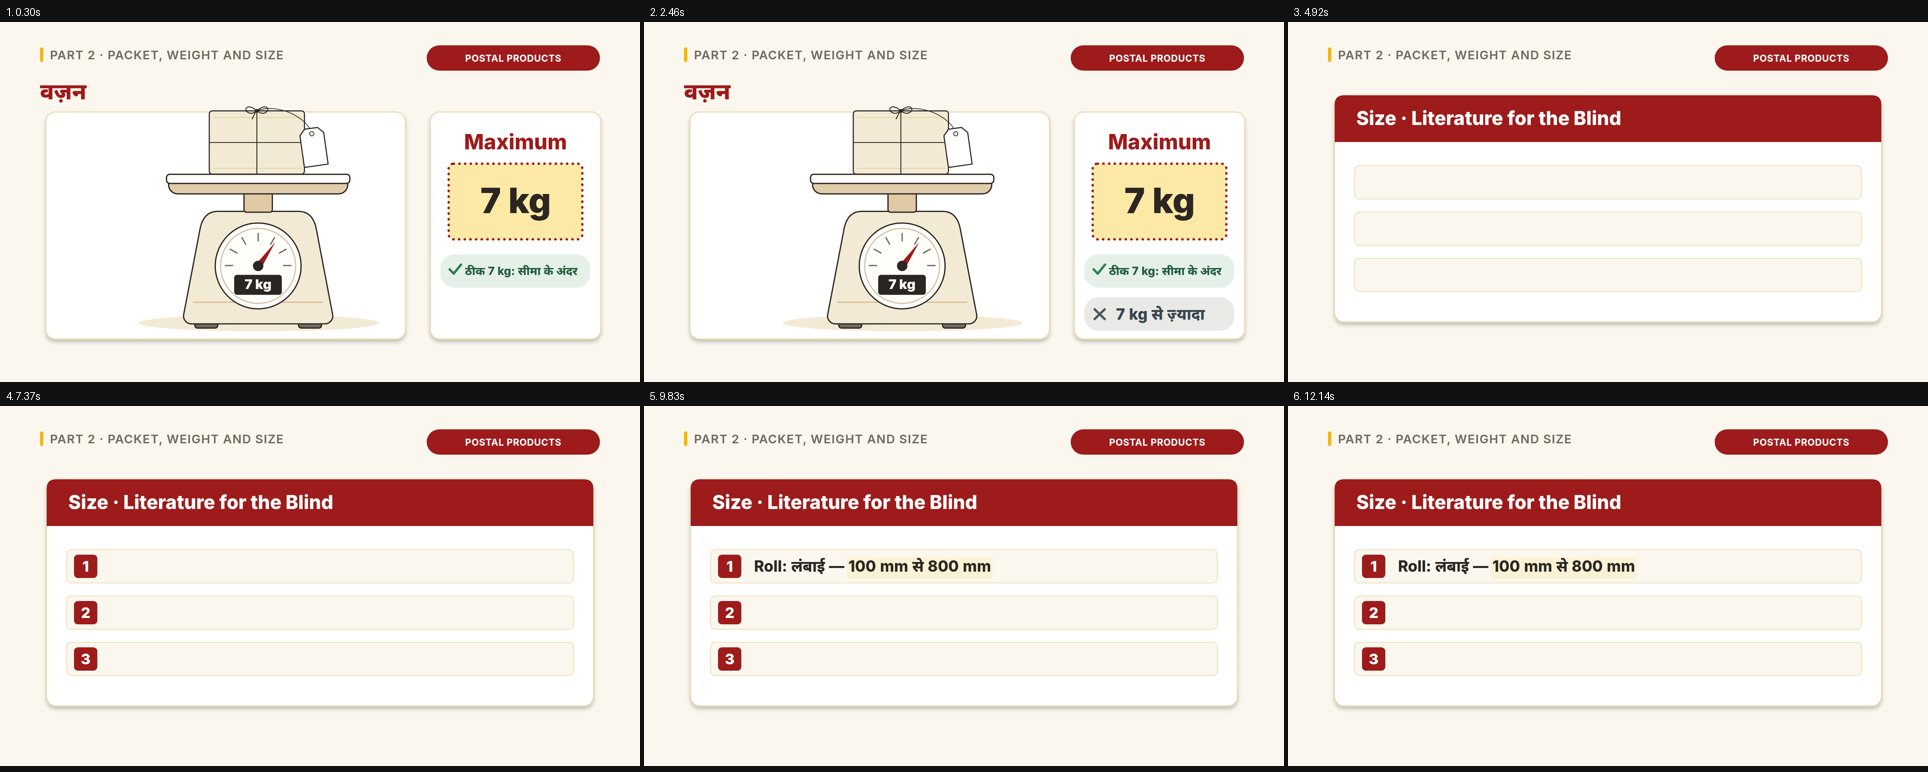 1. 0.30s
PART 2 · PACKET, WEIGHT AND SIZE
POSTAL PRODUCTS
वज़न
7 kg
Maximum
7 kg
ठीक 7 kg: सीमा के अंदर
2. 2.46s
PART 2 · PACKET, WEIGHT AND SIZE
POSTAL PRODUCTS
वज़न
7 kg
Maximum
7 kg
ठीक 7 kg: सीमा के अंदर
7 kg से ज़्यादा
3. 4.92s
PART 2 · PACKET, WEIGHT AND SIZE
POSTAL PRODUCTS
Size · Literature for the Blind
4. 7.37s
PART 2 · PACKET, WEIGHT AND SIZE
POSTAL PRODUCTS
Size · Literature for the Blind
1
2
3
5. 9.83s
PART 2 · PACKET, WEIGHT AND SIZE
POSTAL PRODUCTS
Size · Literature for the Blind
1 Roll: लंबाई — 100 mm से 800 mm
2
3
6. 12.14s
PART 2 · PACKET, WEIGHT AND SIZE
POSTAL PRODUCTS
Size · Literature for the Blind
1 Roll: लंबाई — 100 mm से 800 mm
2
3